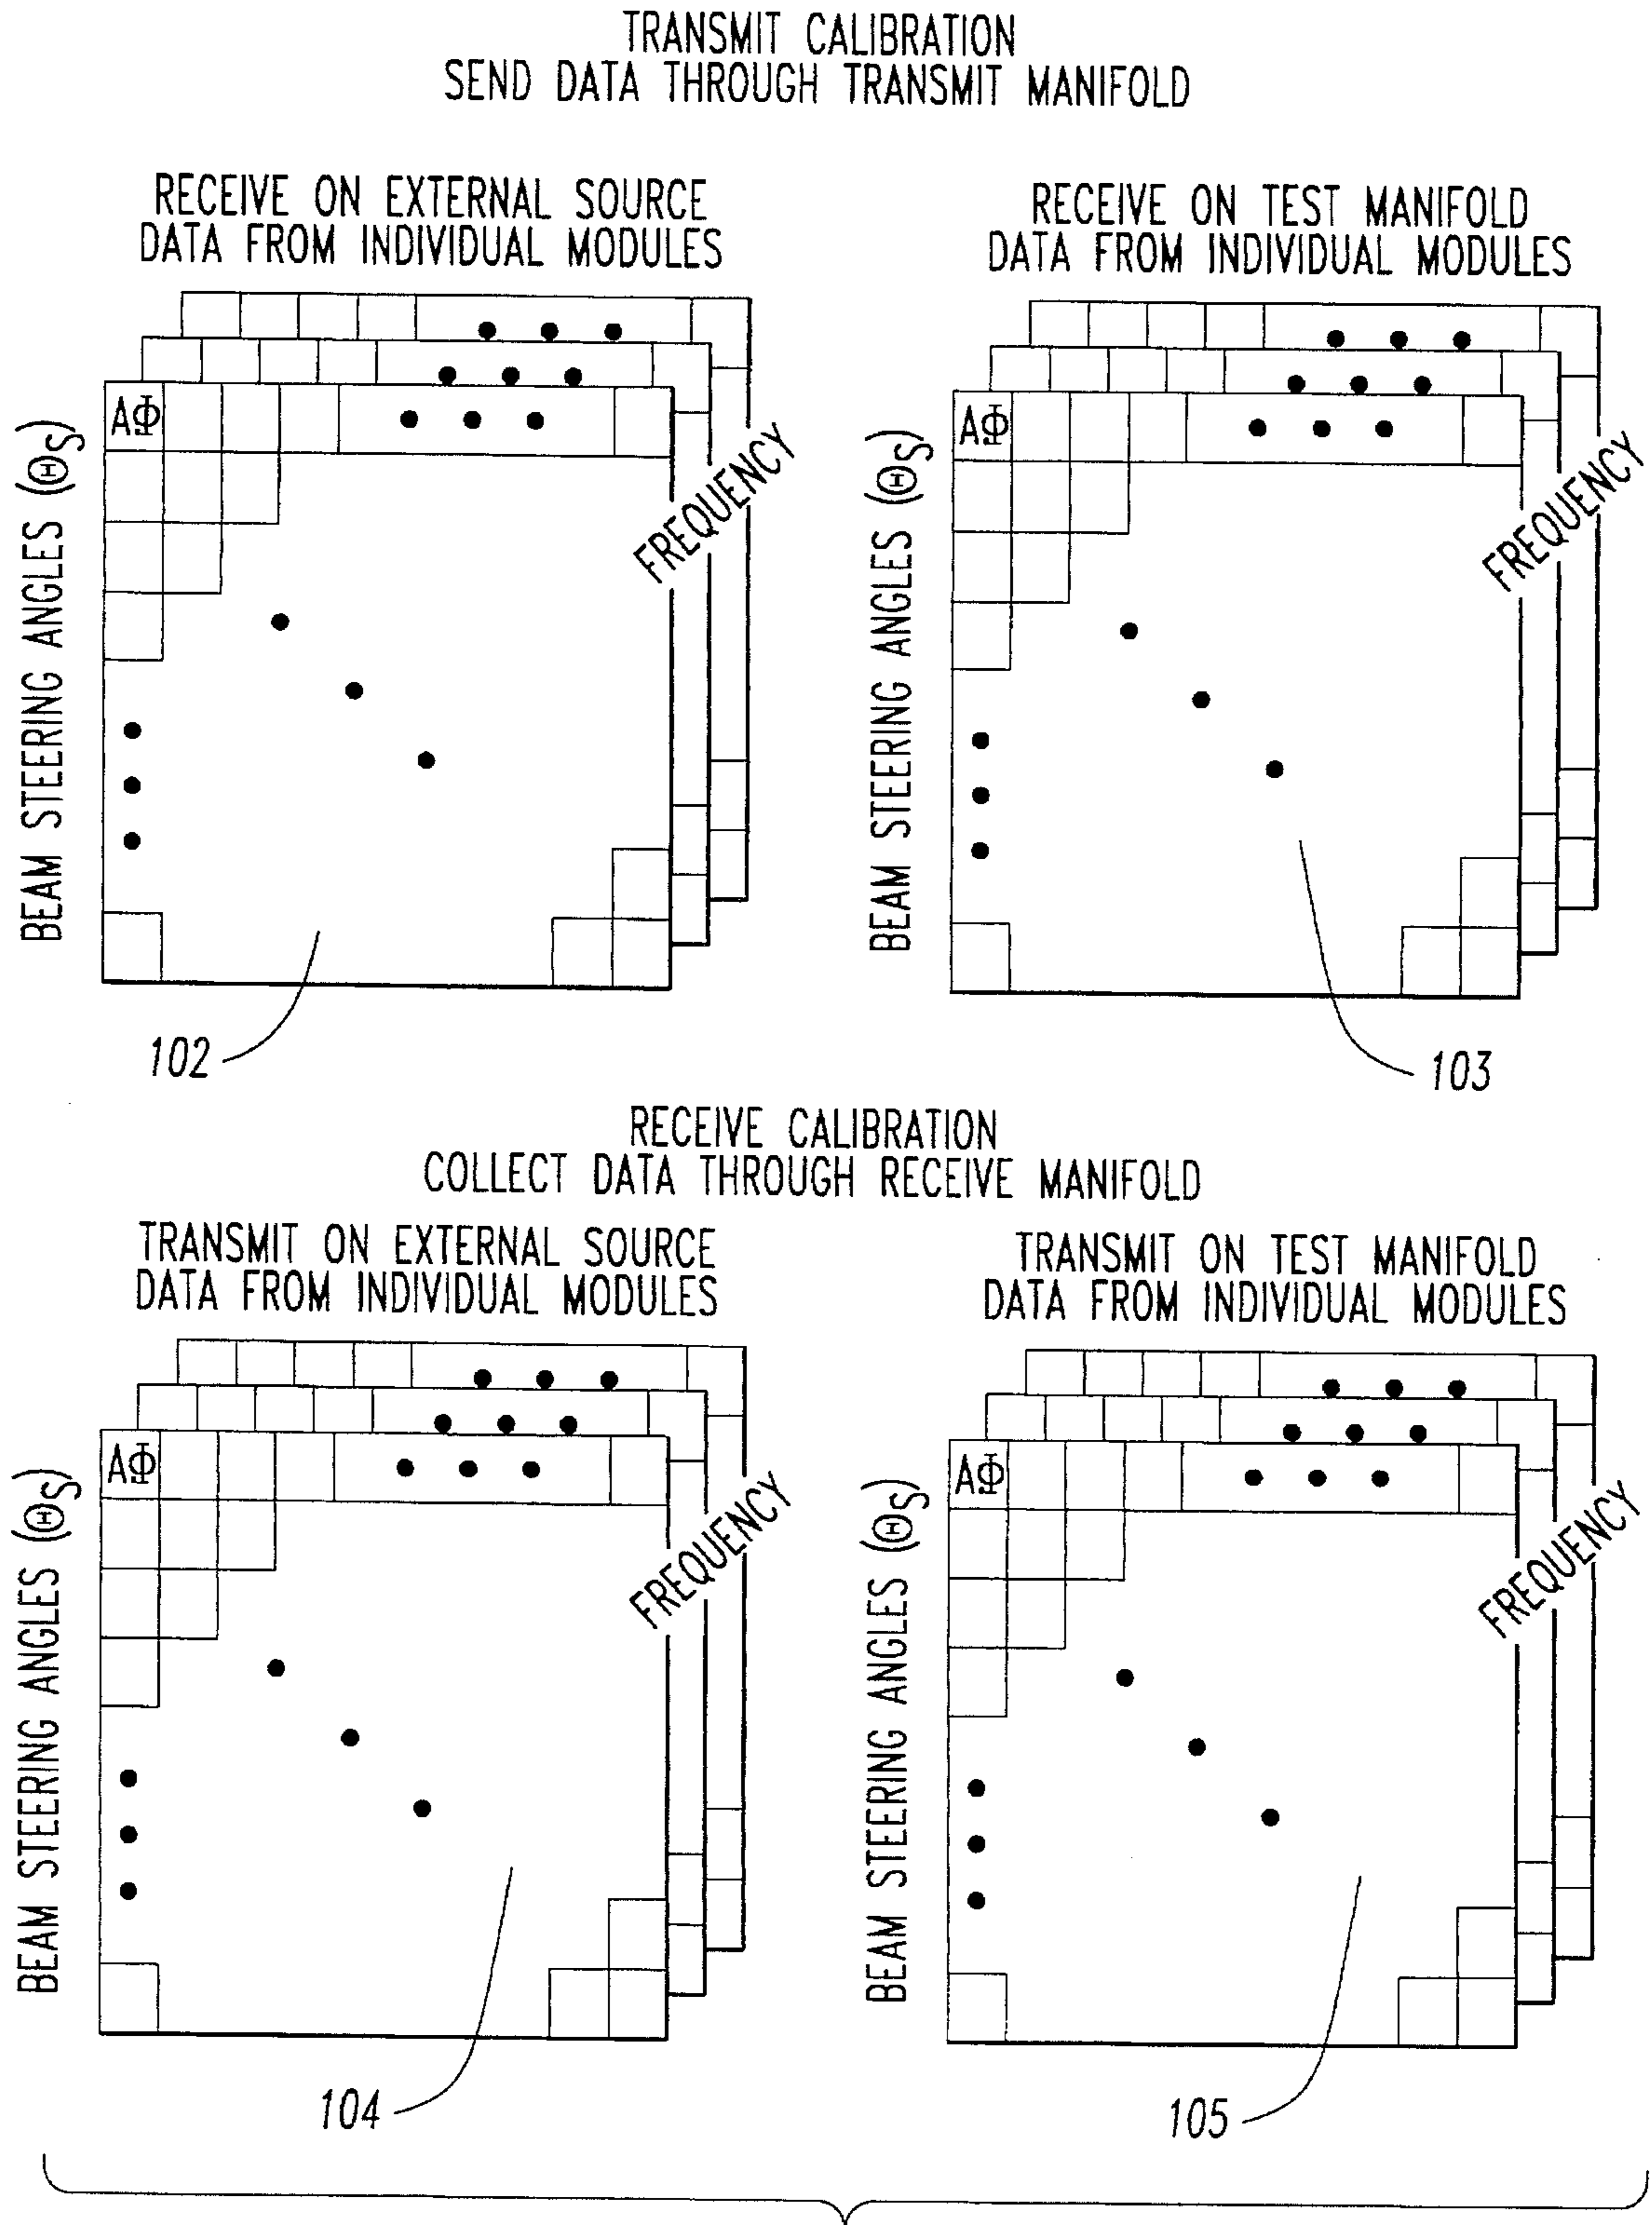 TRANSMIT CALIBRATION
SEND DATA THROUGH TRANSMIT MANIFOLD
RECEIVE ON EXTERNAL SOURCE
DATA FROM INDIVIDUAL MODULES
AΦ
BEAM STEERING ANGLES (ΘS)
FREQUENCY
102
RECEIVE ON TEST MANIFOLD
DATA FROM INDIVIDUAL MODULES
AΦ
BEAM STEERING ANGLES (ΘS)
FREQUENCY
103
RECEIVE CALIBRATION
COLLECT DATA THROUGH RECEIVE MANIFOLD
TRANSMIT ON EXTERNAL SOURCE
DATA FROM INDIVIDUAL MODULES
AΦ
BEAM STEERING ANGLES (ΘS)
FREQUENCY
104
TRANSMIT ON TEST MANIFOLD
DATA FROM INDIVIDUAL MODULES
AΦ
BEAM STEERING ANGLES (ΘS)
FREQUENCY
105